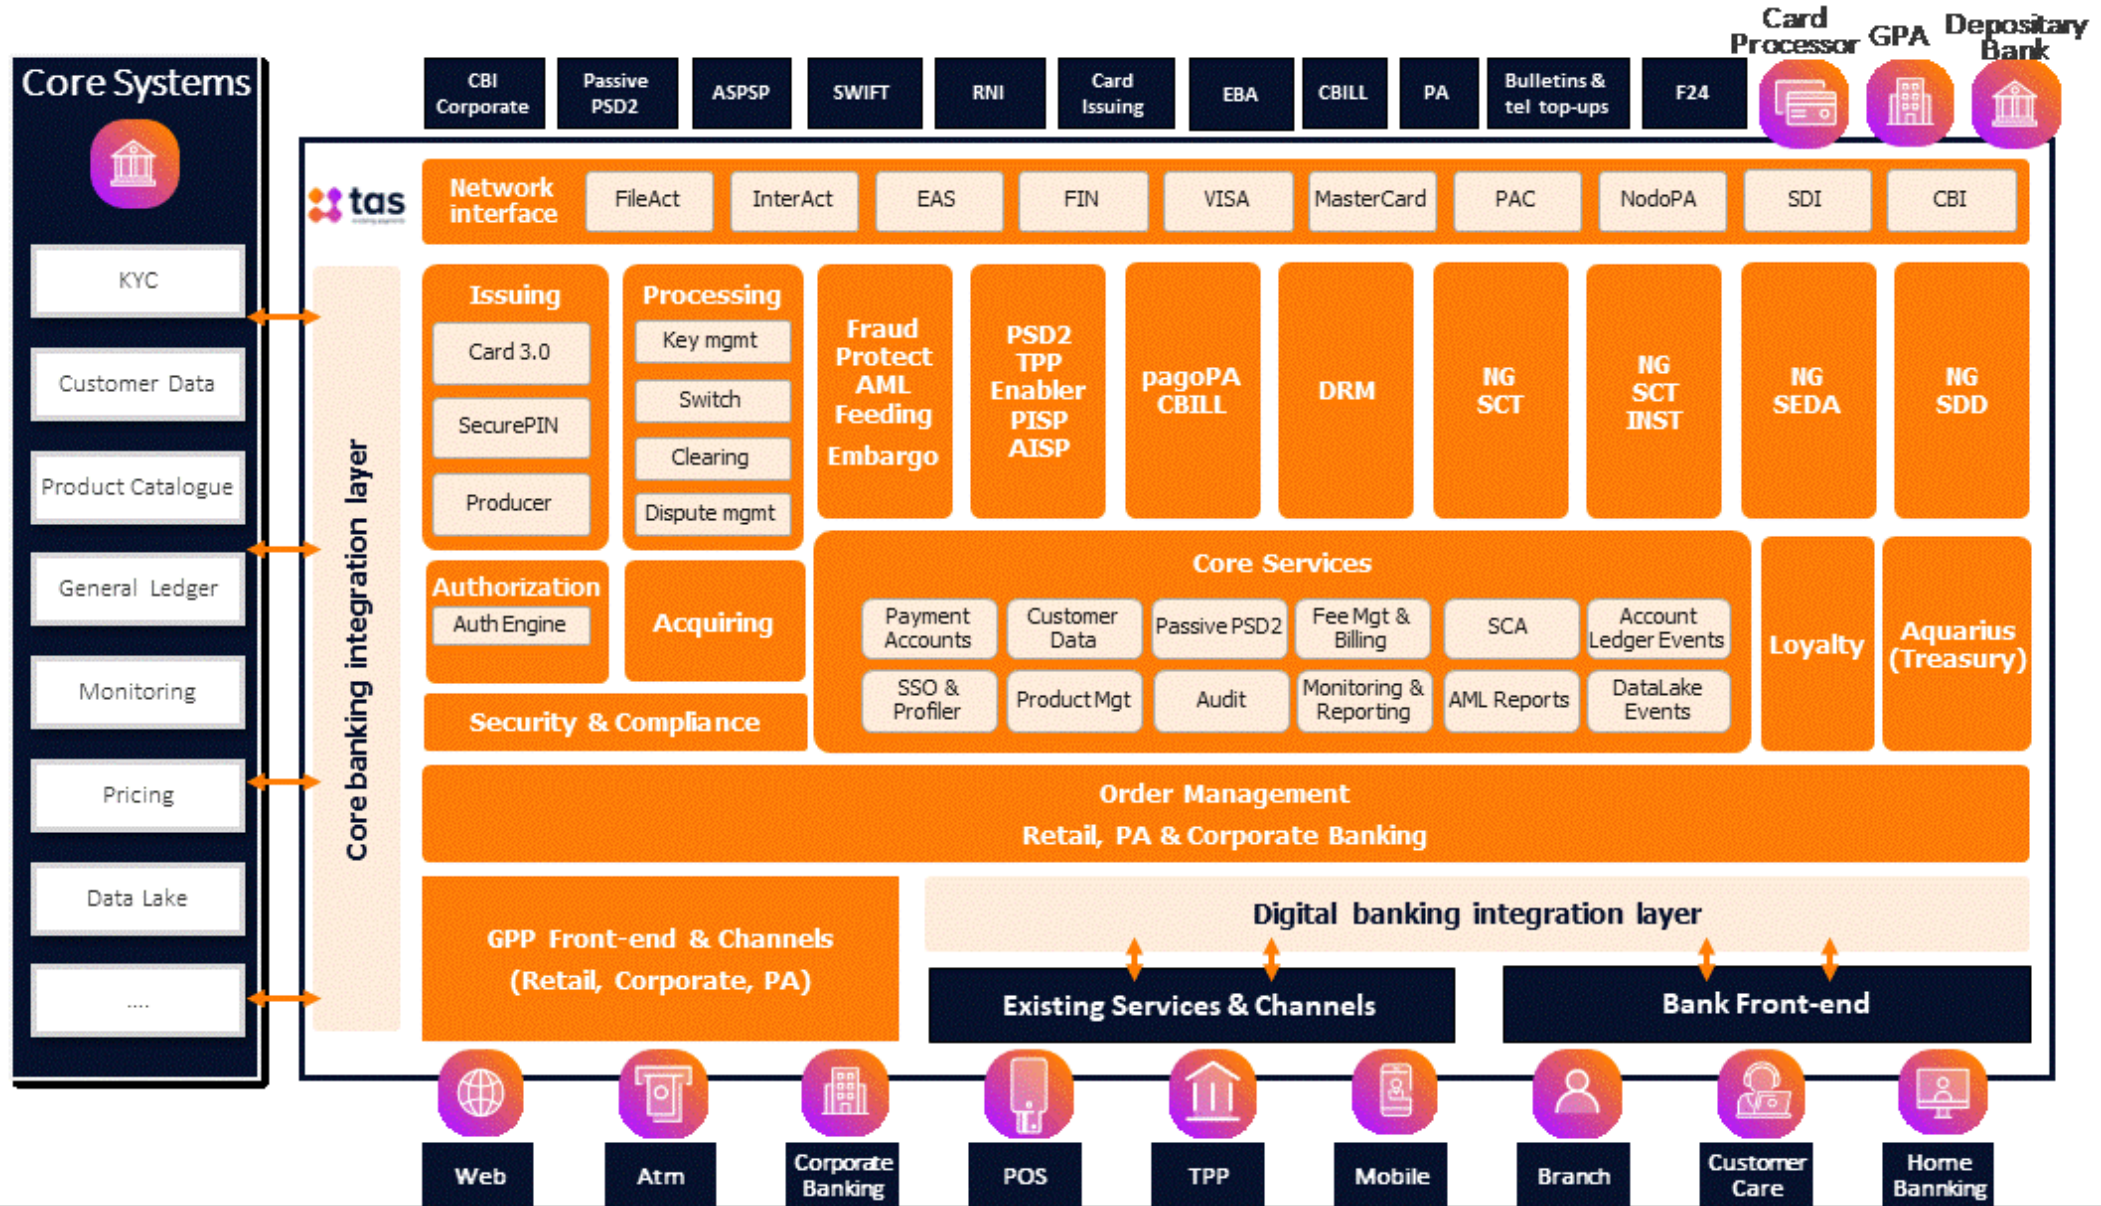 Card
Processor
GPA
Depositary
Bank
Core Systems
CBI
Corporate
Passive
PSD2
ASPSP
SWIFT
RNI
Card
Issuing
EBA
CBILL
PA
Bulletins &
tel top-ups
F24
tas
Network
interface
FileAct
InterAct
EAS
FIN
VISA
MasterCard
PAC
NodoPA
SDI
CBI
KYC
Customer Data
Product Catalogue
General Ledger
Monitoring
Pricing
Data Lake
....
Core banking integration layer
Issuing
Card 3.0
SecurePIN
Producer
Processing
Key mgmt
Switch
Clearing
Dispute mgmt
Fraud
Protect
AML
Feeding
Embargo
PSD2
TPP
Enabler
PISP
AISP
pagoPA
CBILL
DRM
NG
SCT
NG
SCT
INST
NG
SEDA
NG
SDD
Authorization
Auth Engine
Acquiring
Security & Compliance
Core Services
Payment
Accounts
Customer
Data
Passive PSD2
Fee Mgt &
Billing
SCA
Account
Ledger Events
SSO &
Profiler
Product Mgt
Audit
Monitoring &
Reporting
AML Reports
DataLake
Events
Loyalty
Aquarius
(Treasury)
Order Management
Retail, PA & Corporate Banking
GPP Front-end & Channels
(Retail, Corporate, PA)
Digital banking integration layer
Existing Services & Channels
Bank Front-end
Web
Atm
Corporate
Banking
POS
TPP
Mobile
Branch
Customer
Care
Home
Bannking